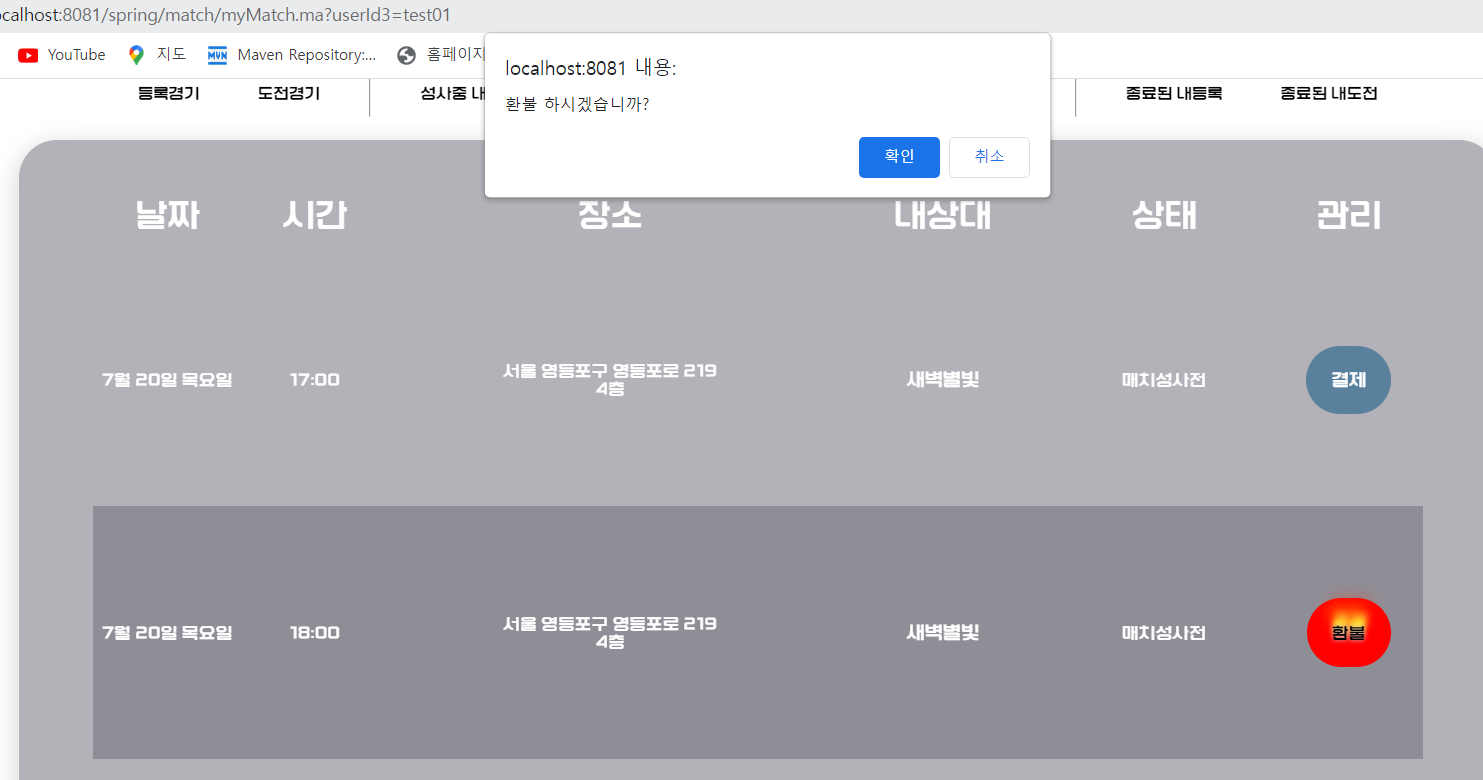 ocalhost:8081/spring/match/myMatch.ma?userId3=test01
YouTube 지도 Maven Repository:... 홈페이지
localhost:8081 내용:
환불 하시겠습니까?
확인 취소
등록경기 도전경기 성사중 내 종료된 내등록 종료된 내도전
날짜 시간 장소 내상대 상태 관리
7월 20일 목요일 17:00 서울 영등포구 영등포로 219 새벽별빛 매치성사전 결제
4층
7월 20일 목요일 18:00 서울 영등포구 영등포로 219 새벽별빛 매치성사전 환불
4층